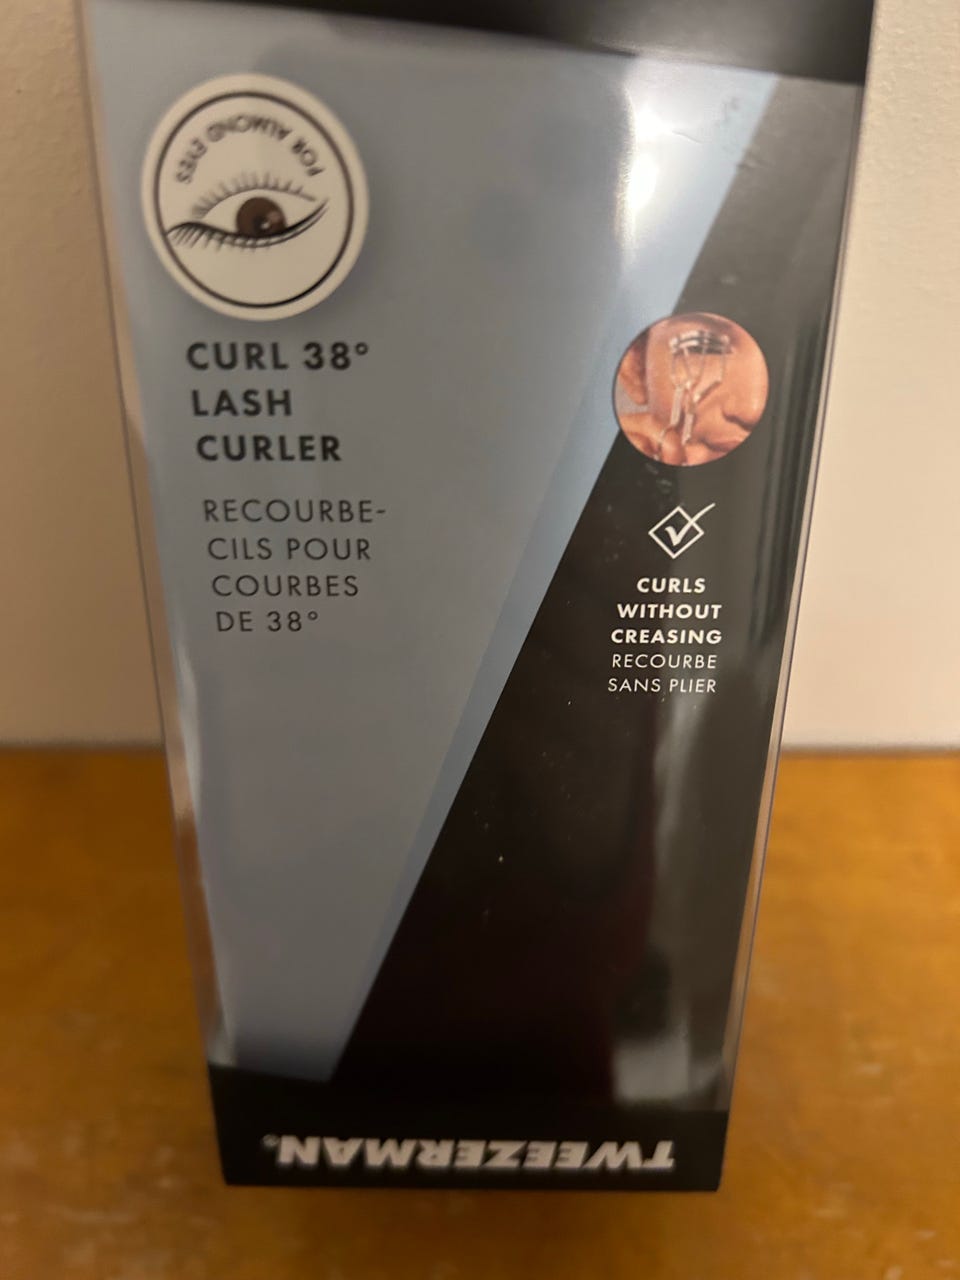 FOR ALMOND EYES
CURL 38°
LASH
CURLER
RECOURBE-
CILS POUR
COURBES
DE 38°
CURLS
WITHOUT
CREASING
RECOURBE
SANS PLIER
TWEEZERMAN®